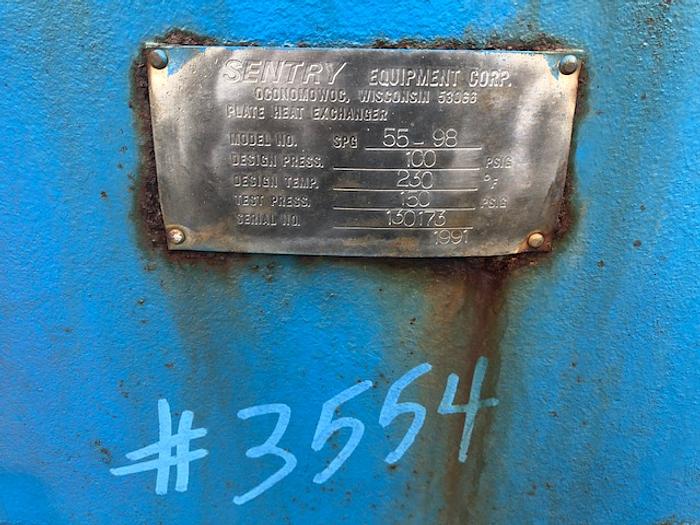 SENTRY EQUIPMENT CORP.
OCONOMOWOC, WISCONSIN 53066
PLATE HEAT EXCHANGER
MODEL NO. SPG 55-98
DESIGN PRESS. 100 PSIG
DESIGN TEMP. 230 °F
TEST PRESS. 150 PSIG
SERIAL NO. 130173
1991
#3554